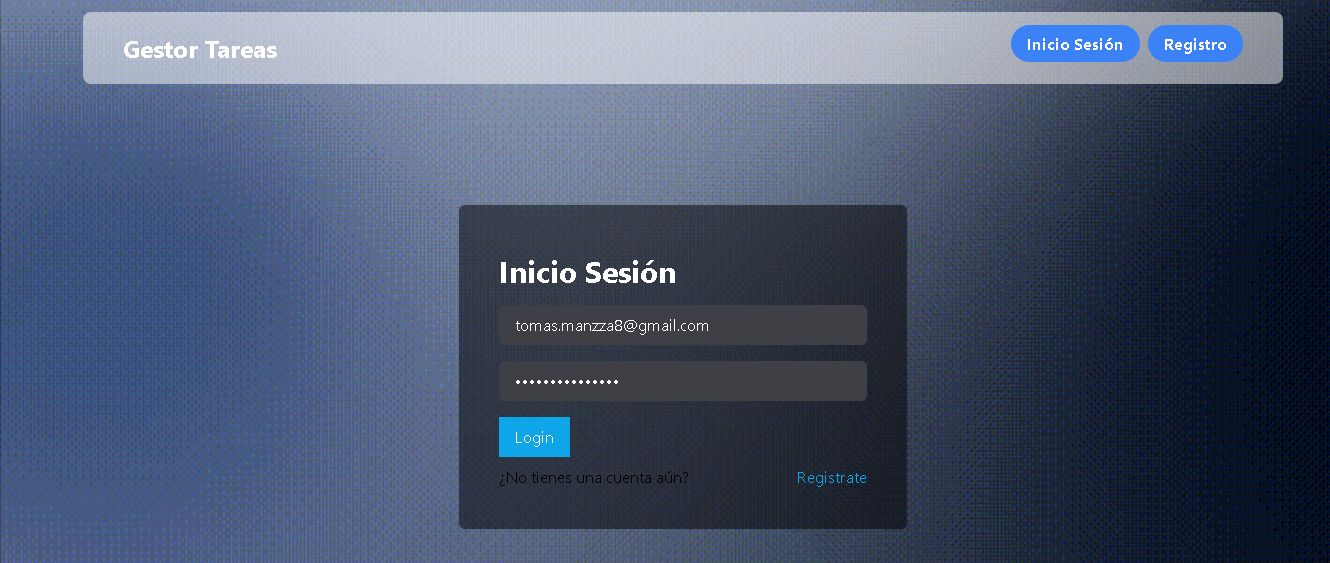 Gestor Tareas
Inicio Sesión
Registro
Inicio Sesión
tomas.manzza8@gmail.com
•••••••••••••••
Login
¿No tienes una cuenta aún?
Registrate